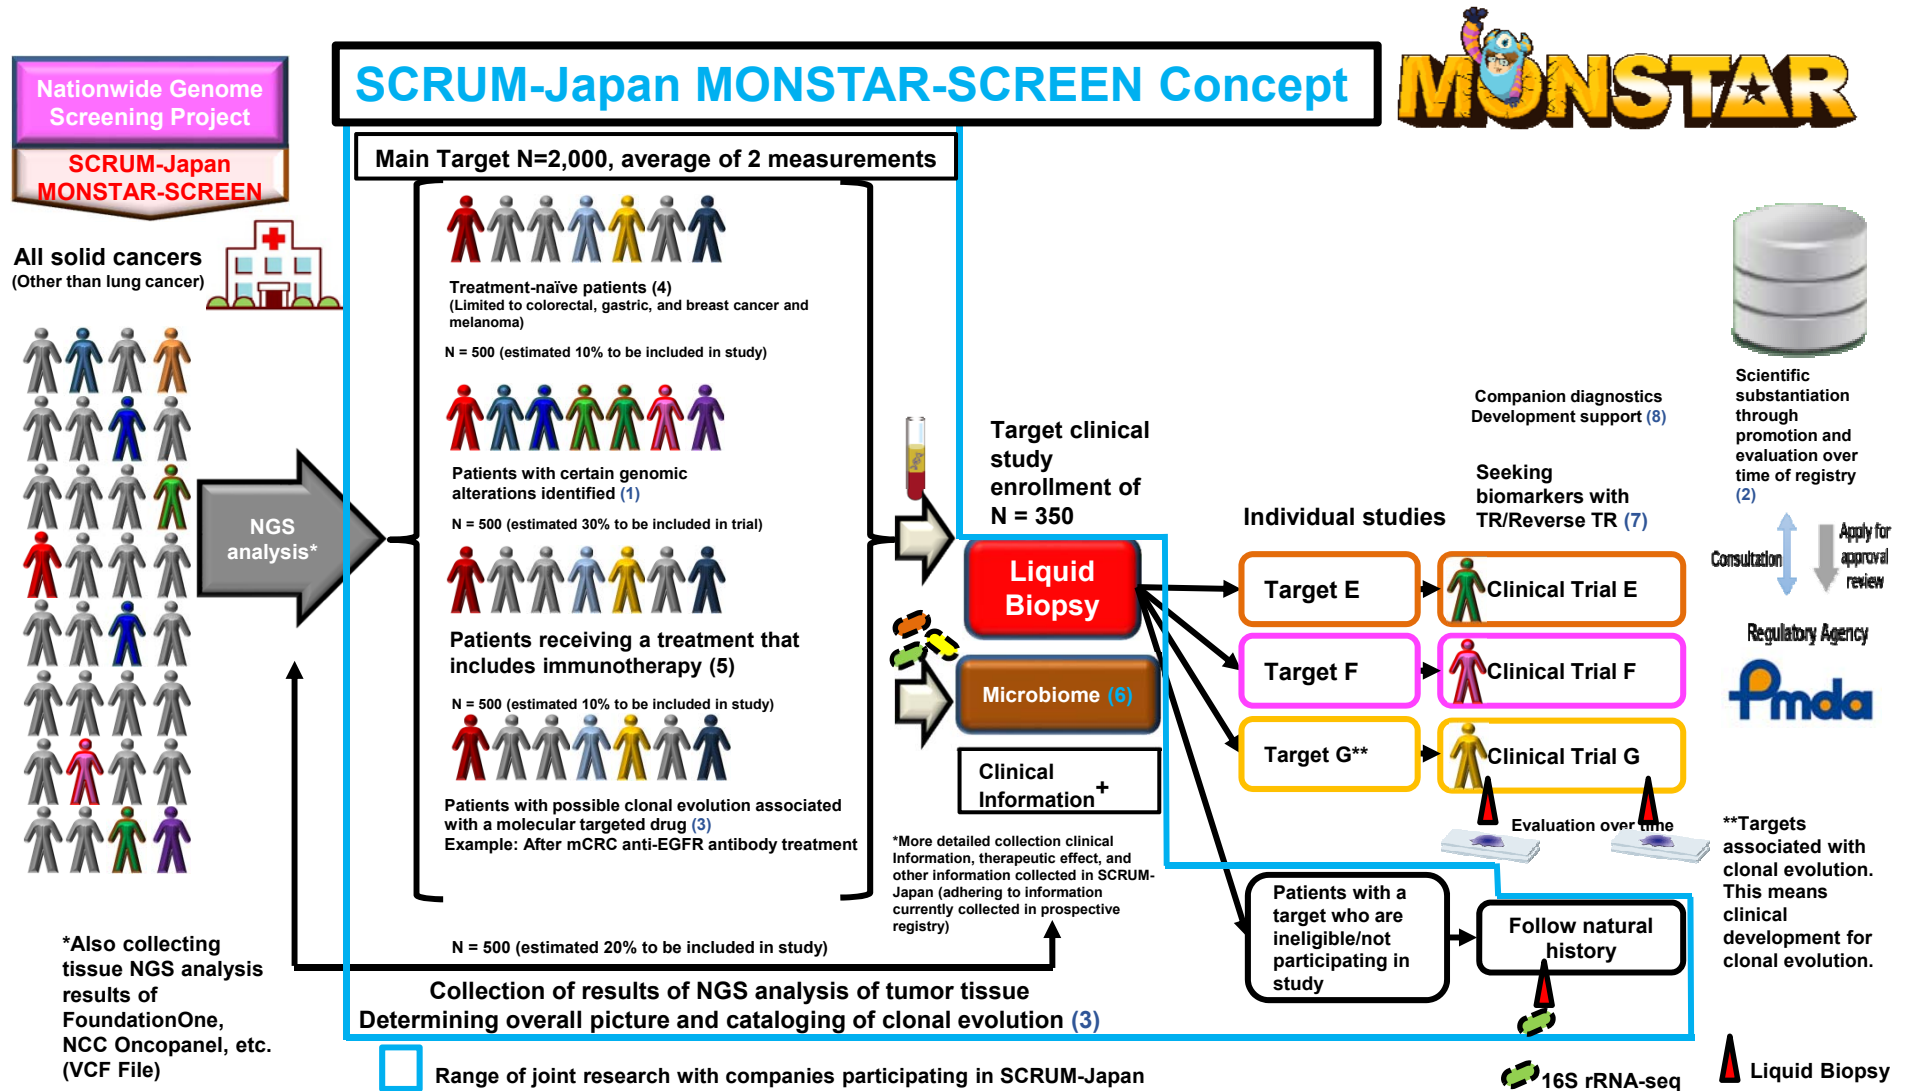 Nationwide Genome
Screening Project
SCRUM-Japan
MONSTAR-SCREEN
SCRUM-Japan MONSTAR-SCREEN Concept
MONSTAR
All solid cancers
(Other than lung cancer)
NGS
analysis*
*Also collecting
tissue NGS analysis
results of
FoundationOne,
NCC Oncopanel, etc.
(VCF File)
Main Target N=2,000, average of 2 measurements
Treatment-naïve patients (4)
(Limited to colorectal, gastric, and breast cancer and
melanoma)
N = 500 (estimated 10% to be included in study)
Patients with certain genomic
alterations identified (1)
N = 500 (estimated 30% to be included in trial)
Patients receiving a treatment that
includes immunotherapy (5)
N = 500 (estimated 10% to be included in study)
Patients with possible clonal evolution associated
with a molecular targeted drug (3)
Example: After mCRC anti-EGFR antibody treatment
N = 500 (estimated 20% to be included in study)
Collection of results of NGS analysis of tumor tissue
Determining overall picture and cataloging of clonal evolution (3)
Range of joint research with companies participating in SCRUM-Japan
Target clinical
study
enrollment of
N = 350
Liquid
Biopsy
Microbiome (6)
Clinical
Information+
*More detailed collection clinical
Information, therapeutic effect, and
other information collected in SCRUM-
Japan (adhering to information
currently collected in prospective
registry)
Individual studies
Target E
Target F
Target G**
Companion diagnostics
Development support (8)
Seeking
biomarkers with
TR/Reverse TR (7)
Clinical Trial E
Clinical Trial F
Clinical Trial G
Evaluation over time
Patients with a
target who are
ineligible/not
participating in
study
Follow natural
history
Scientific
substantiation
through
promotion and
evaluation over
time of registry
(2)
Consultation
Apply for
approval
review
Regulatory Agency
Pmda
**Targets
associated with
clonal evolution.
This means
clinical
development for
clonal evolution.
16S rRNA-seq
Liquid Biopsy